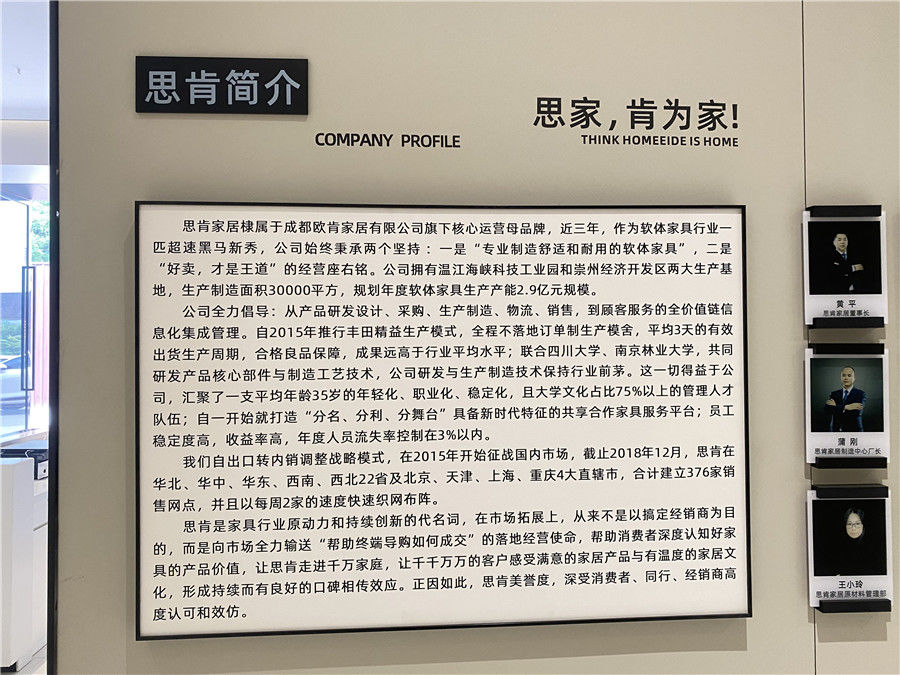 思肯简介
COMPANY PROFILE
思家,肯为家!
THINK HOMEEIDE IS HOME
思肯家居棣属于成都欧肯家居有限公司旗下核心运营母品牌，近三年，作为软体家具行业一
匹超速黑马新秀，公司始终秉承两个坚持：一是“专业制造舒适和耐用的软体家具”，二是
“好卖，才是王道”的经营座右铭。公司拥有温江海峡科技工业园和崇州经济开发区两大生产基
地，生产制造面积30000平方，规划年度软体家具生产产能2.9亿元规模。
公司全力倡导：从产品研发设计、采购、生产制造、物流、销售，到顾客服务的全价值链信
息化集成管理。自2015年推行丰田精益生产模式，全程不落地订单制生产模舍，平均3天的有效
出货生产周期，合格良品保障，成果远高于行业平均水平；联合四川大学、南京林业大学，共同
研发产品核心部件与制造工艺技术，公司研发与生产制造技术保持行业前茅。这一切得益于公
司，汇聚了一支平均年龄35岁的年轻化、职业化、稳定化，且大学文化占比75%以上的管理人才
队伍；自一开始就打造“分名、分利、分舞台”具备新时代特征的共享合作家具服务平台；员工
稳定度高，收益率高，年度人员流失率控制在3%以内。
我们自出口转内销调整战略模式，在2015年开始征战国内市场，截止2018年12月，思肯在
华北、华中、华东、西南、西北22省及北京、天津、上海、重庆4大直辖市，合计建立376家销
售网点，并且以每周2家的速度快速织网布阵。
思肯是家具行业原动力和持续创新的代名词，在市场拓展上，从来不是以搞定经销商为目
的，而是向市场全力输送“帮助终端导购如何成交”的落地经营使命，帮助消费者深度认知好家
具的产品价值，让思肯走进千万家庭，让千千万万的客户感受满意的家居产品与有温度的家居文
化，形成持续而有良好的口碑相传效应。正因如此，思肯美誉度，深受消费者、同行、经销商高
度认可和效仿。
黄 平
思肯家居董事长
蒲 刚
思肯家居制造中心厂长
王小玲
思肯家居原材料管理部